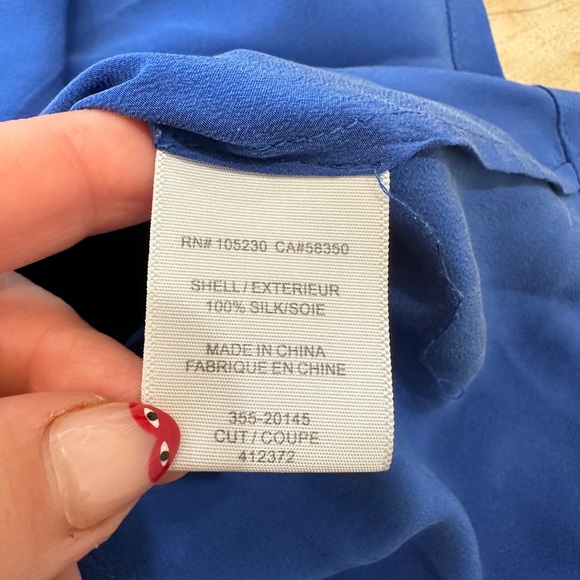 RN# 105230 CA#58350
SHELL/EXTERIEUR
100% SILK/SOIE
MADE IN CHINA
FABRIQUE EN CHINE
355-20145
CUT/COUPE
412372